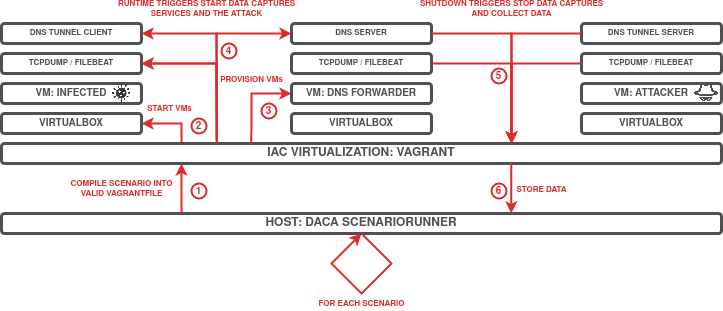 RUNTIME TRIGGERS START DATA CAPTURES
SERVICES AND THE ATTACK
SHUTDOWN TRIGGERS STOP DATA CAPTURES
AND COLLECT DATA
DNS TUNNEL CLIENT
DNS SERVER
DNS TUNNEL SERVER
4
TCPDUMP / FILEBEAT
TCPDUMP / FILEBEAT
TCPDUMP / FILEBEAT
5
PROVISION VMs
VM: INFECTED
VM: DNS FORWARDER
VM: ATTACKER
START VMs
3
VIRTUALBOX
2
VIRTUALBOX
VIRTUALBOX
IAC VIRTUALIZATION: VAGRANT
COMPILE SCENARIO INTO
VALID VAGRANTFILE
1
6
STORE DATA
HOST: DACA SCENARIORUNNER
FOR EACH SCENARIO